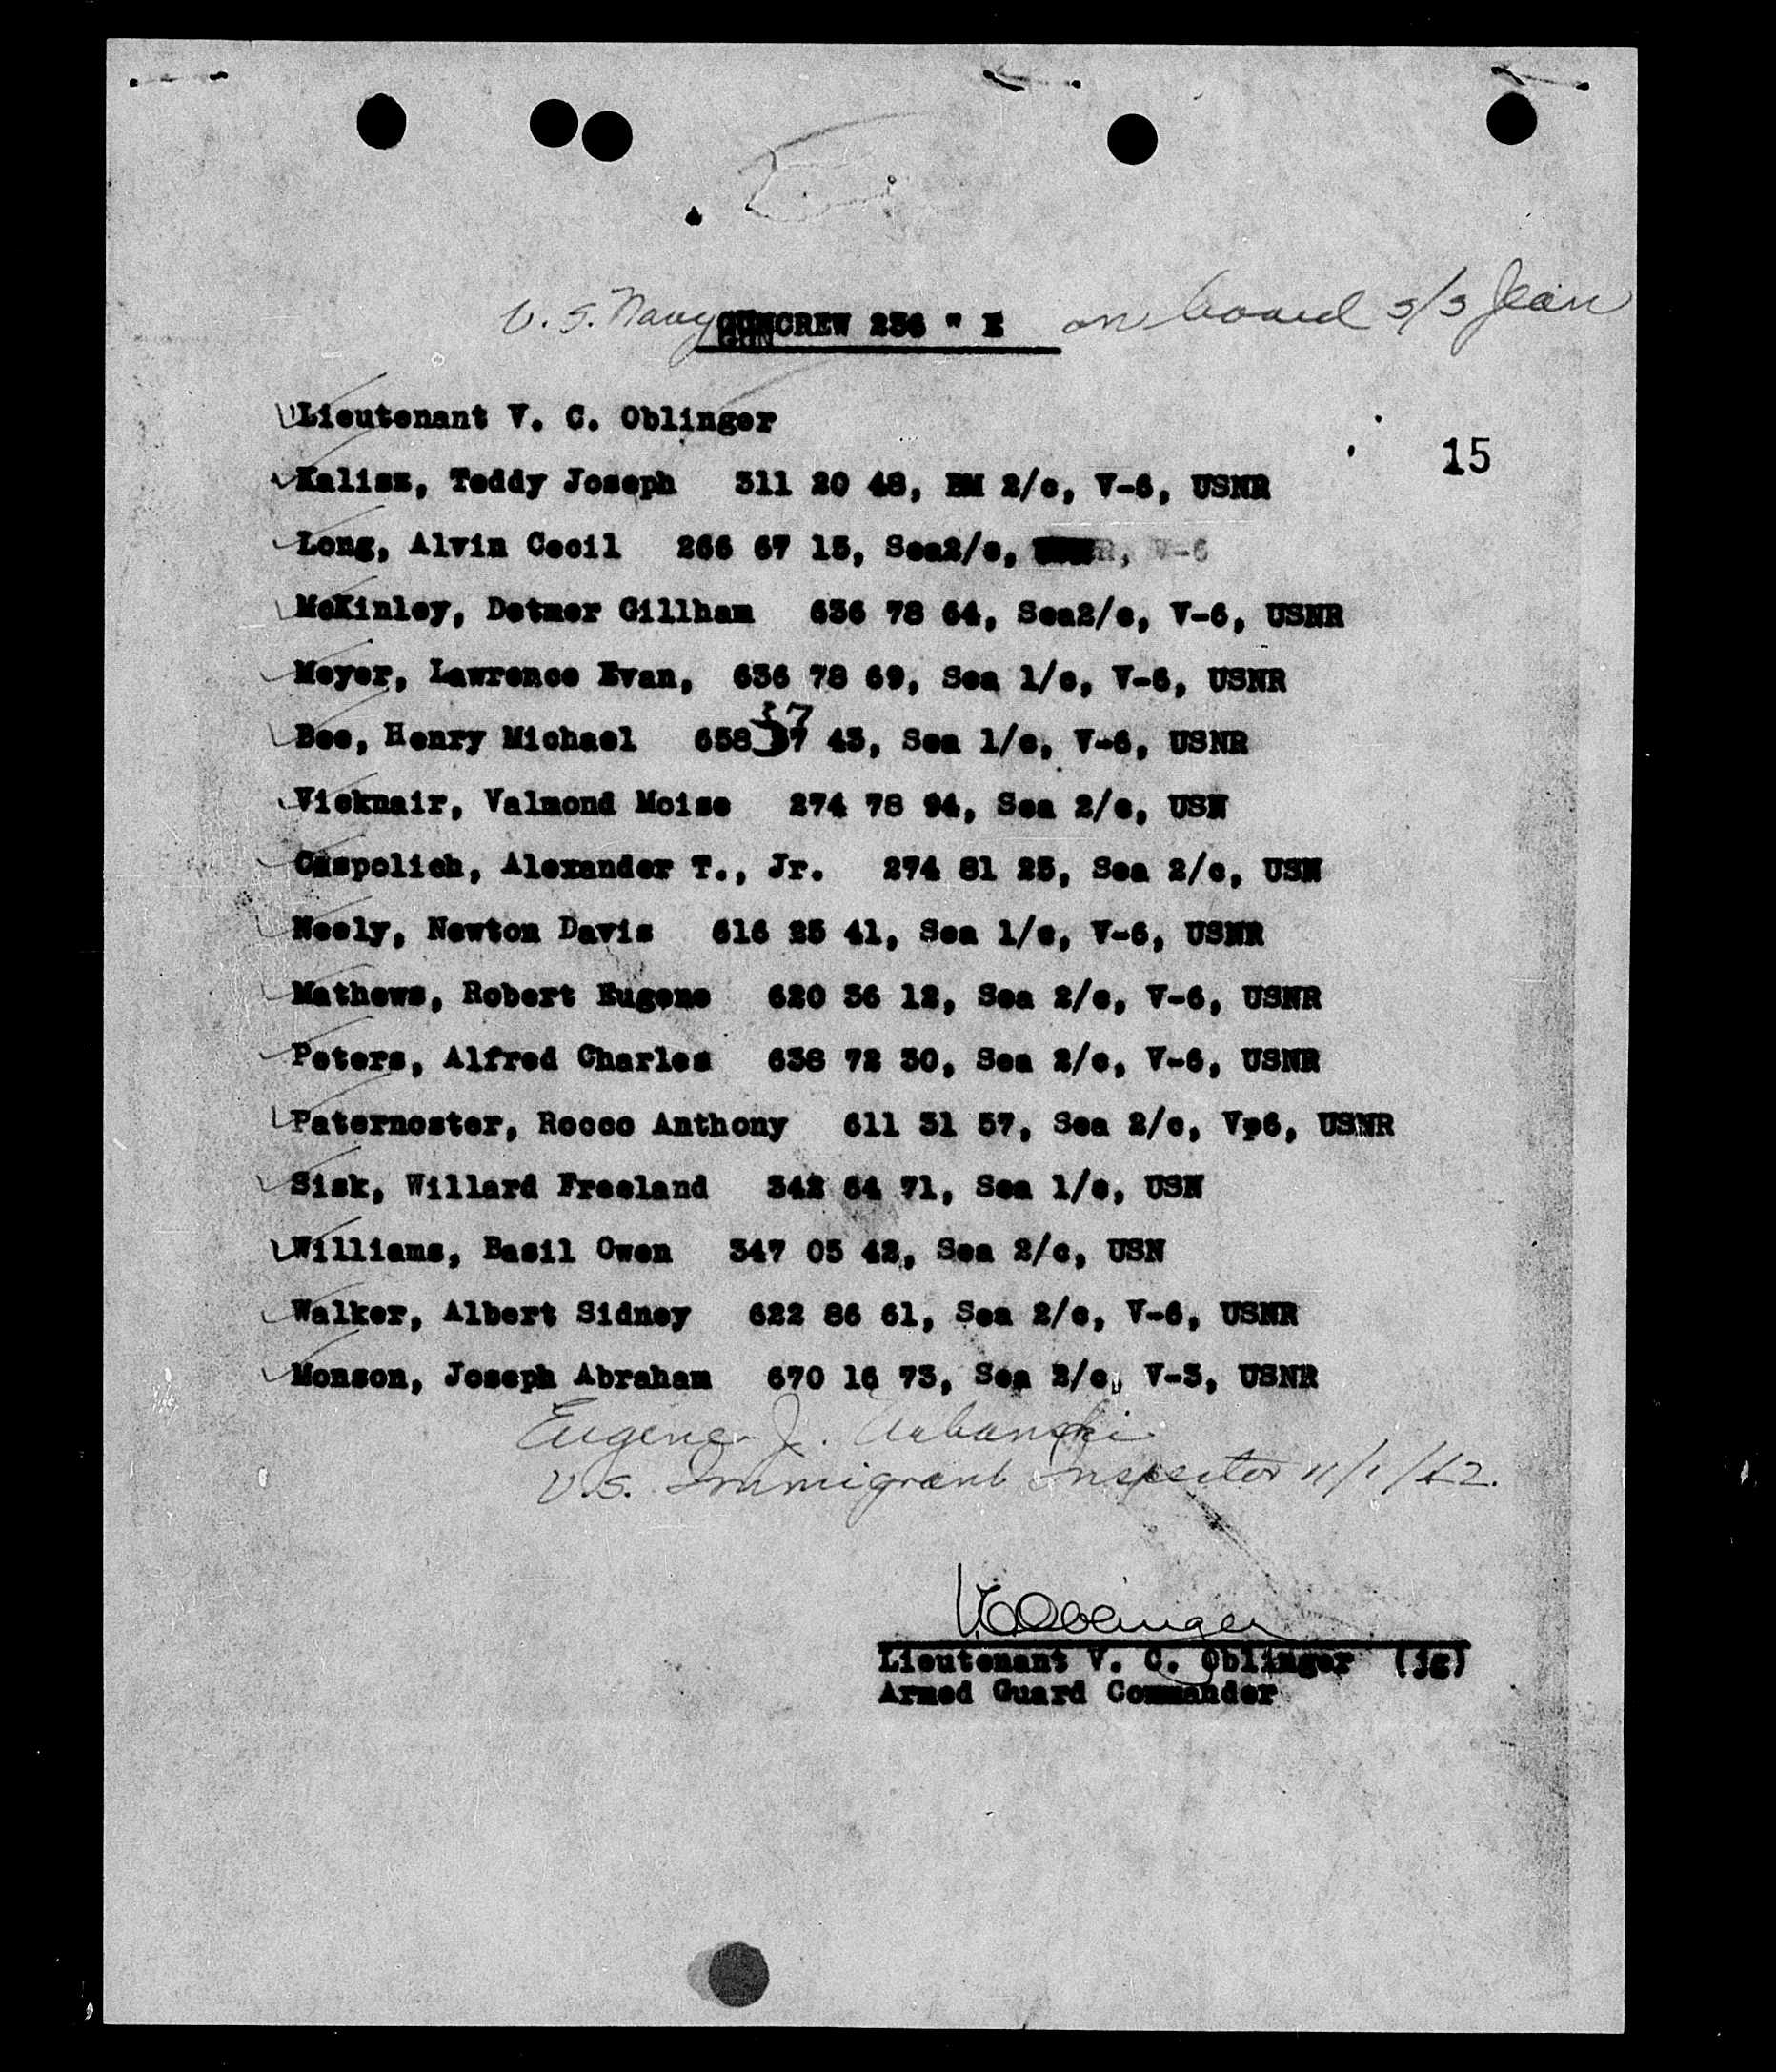 U. S. Navy GUNCREW 236 " E on board S/S Jean
Lieutenant V. C. Oblinger
15
Kalisz, Teddy Joseph 311 20 48, BM 2/c, V-6, USNR
Long, Alvin Cecil 266 67 15, Sea2/c, V-6
McKinley, Detmer Gillham 636 78 64, Sea2/c, V-6, USNR
Meyer, Lawrence Evan, 636 78 69, Sea 1/c, V-6, USNR
Bee, Henry Michael 658 37 43, Sea 1/c, V-6, USNR
Vicknair, Valmond Moise 274 78 94, Sea 2/c, USN
Caspolich, Alexander T., Jr. 274 81 25, Sea 2/c, USN
Neely, Newton Davis 616 25 41, Sea 1/c, V-6, USNR
Mathews, Robert Eugene 620 36 12, Sea 2/c, V-6, USNR
Peters, Alfred Charles 638 72 30, Sea 2/c, V-6, USNR
Paternoster, Rocco Anthony 611 31 57, Sea 2/c, Vp6, USNR
Sisk, Willard Freeland 342 64 71, Sea 1/c, USN
Williams, Basil Owen 347 05 42, Sea 2/c, USN
Walker, Albert Sidney 622 86 61, Sea 2/c, V-6, USNR
Monson, Joseph Abraham 670 16 73, Sea 2/c, V-3, USNR
Eugene J. Urbanski
U.S. Immigrant Inspector 11/1/42.
V.C. Oblinger
Lieutenant V. C. Oblinger (jg)
Armed Guard Commander